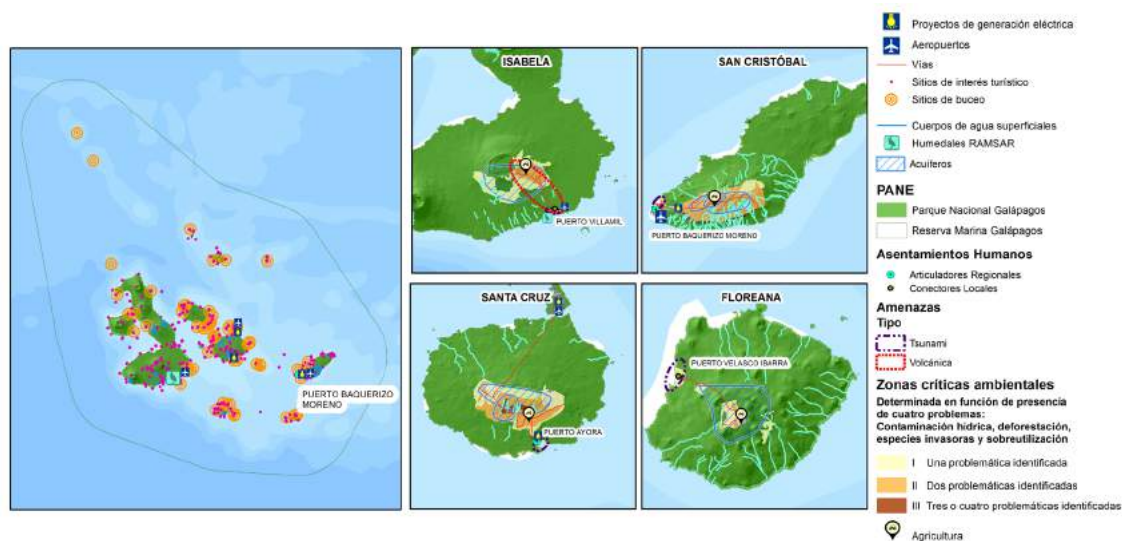 PUERTO BAQUERIZO
MORENO
ISABELA
PUERTO VILLAMIL
SAN CRISTÓBAL
PUERTO BAQUERIZO MORENO
SANTA CRUZ
PUERTO AYORA
FLOREANA
PUERTO VELASCO IBARRA
Proyectos de generación eléctrica
Aeropuertos
Vías
Sitios de interés turístico
Sitios de buceo
Cuerpos de agua superficiales
Humedales RAMSAR
Acuíferos
PANE
Parque Nacional Galápagos
Reserva Marina Galápagos
Asentamientos Humanos
Articuladores Regionales
Conectores Locales
Amenazas
Tipo
Tsunami
Volcánica
Zonas críticas ambientales
Determinada en función de presencia
de cuatro problemas:
Contaminación hídrica, deforestación,
especies invasoras y sobreutilización
I Una problemática identificada
II Dos problemáticas identificadas
III Tres o cuatro problemáticas identificadas
Agricultura